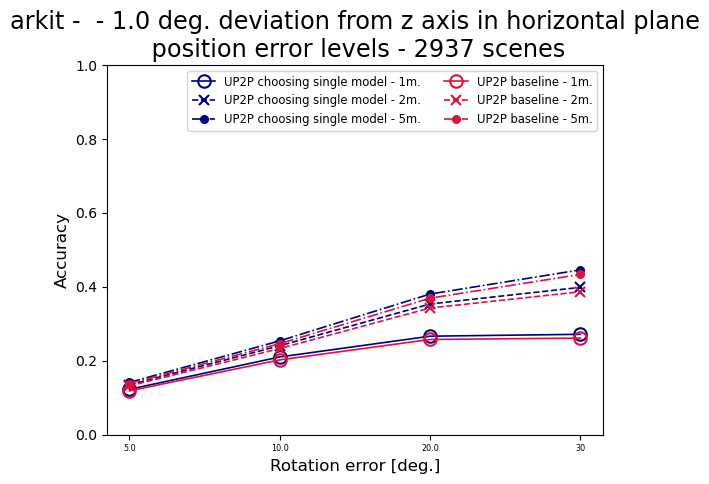 arkit -  - 1.0 deg. deviation from z axis in horizontal plane
position error levels - 2937 scenes
UP2P choosing single model - 1m.
UP2P choosing single model - 2m.
UP2P choosing single model - 5m.
UP2P baseline - 1m.
UP2P baseline - 2m.
UP2P baseline - 5m.
Accuracy
1.0
0.8
0.6
0.4
0.2
0.0
5.0 10.0 20.0 30
Rotation error [deg.]